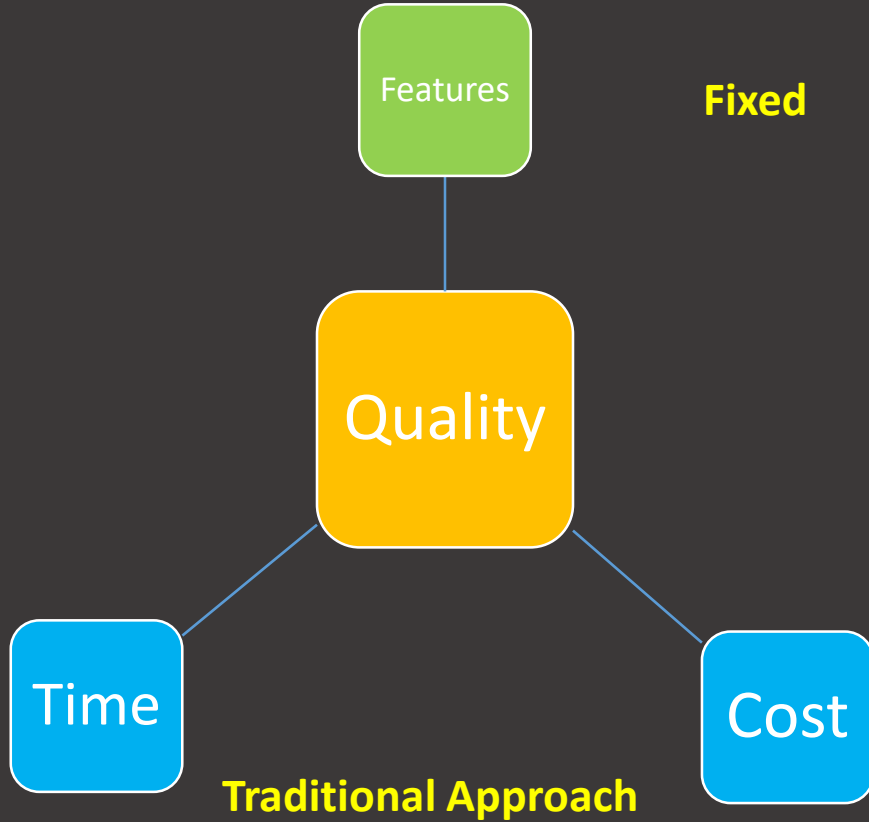 Features
Fixed
Quality
Time
Cost
Traditional Approach